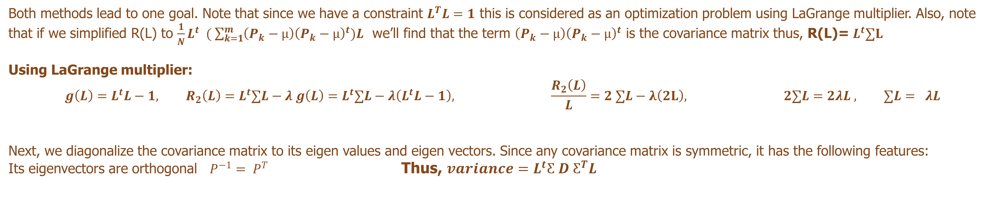 Both methods lead to one goal. Note that since we have a constraint $L^T L = 1$ this is considered as an optimization problem using LaGrange multiplier. Also, note
that if we simplified R(L) to $\frac{1}{N} L^t (\sum_{k=1}^{m} (P_k - \mu)(P_k - \mu)^t) L$ we'll find that the term $(P_k - \mu)(P_k - \mu)^t$ is the covariance matrix thus, R(L)= $L^t \sum L$
Using LaGrange multiplier:
$g(L) = L^t L - 1,$ $R_2(L) = L^t \sum L - \lambda g(L) = L^t \sum L - \lambda(L^t L - 1),$ $\frac{R_2(L)}{L} = 2 \sum L - \lambda(2L),$ $2 \sum L = 2 \lambda L ,$ $\sum L = \lambda L$
Next, we diagonalize the covariance matrix to its eigen values and eigen vectors. Since any covariance matrix is symmetric, it has the following features:
Its eigenvectors are orthogonal $P^{-1} = P^T$ Thus, $variance = L^t Ʃ D Ʃ^T L$